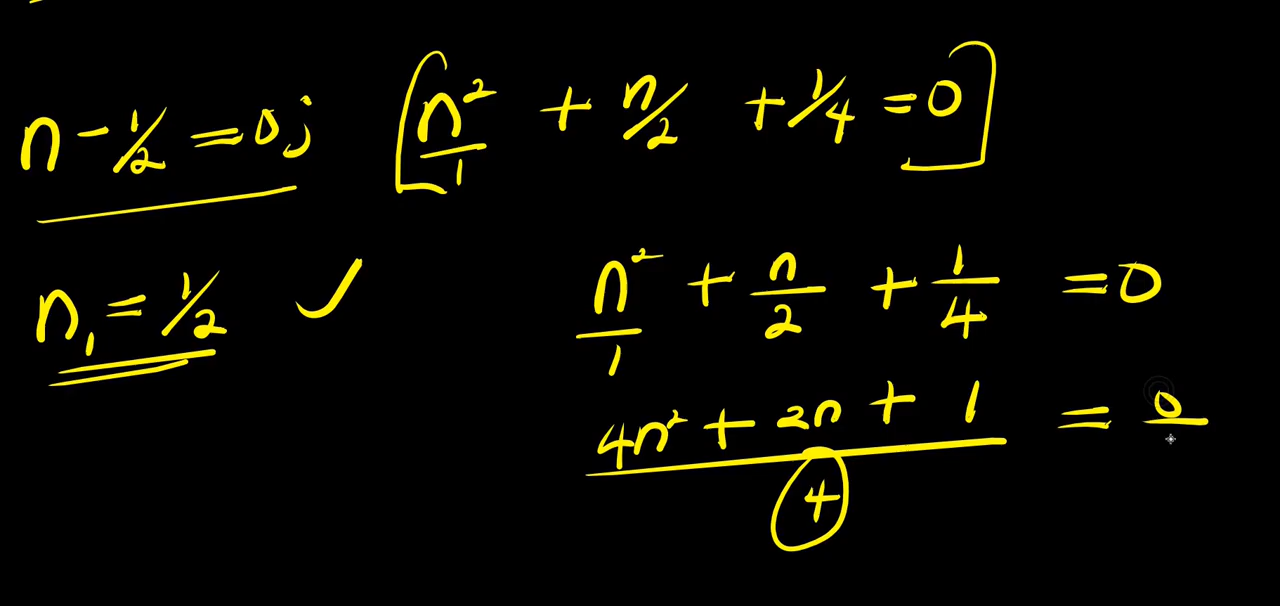 n - 1/2 = 0; [n²/1 + n/2 + 1/4 = 0]
n₁ = 1/2 ✓
n²/1 + n/2 + 1/4 = 0
(4n² + 2n + 1)/4 = 0/